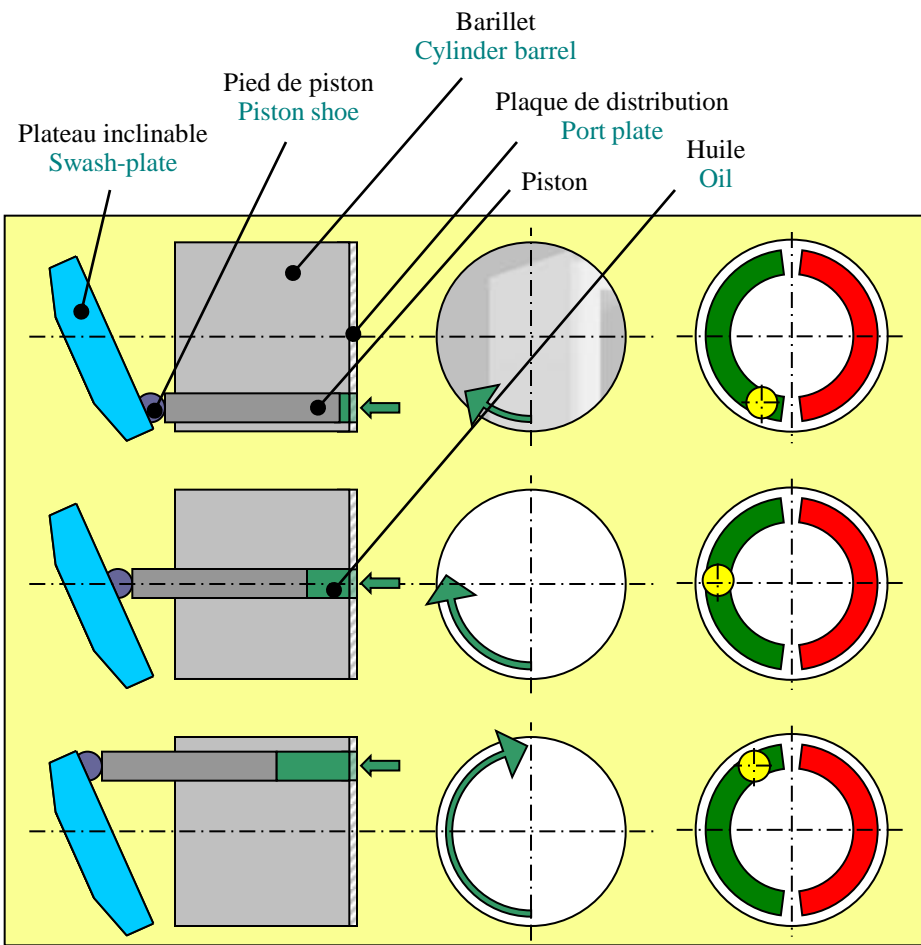 Barillet
Cylinder barrel
Pied de piston
Piston shoe
Plaque de distribution
Port plate
Plateau inclinable
Swash-plate
Huile
Oil
Piston